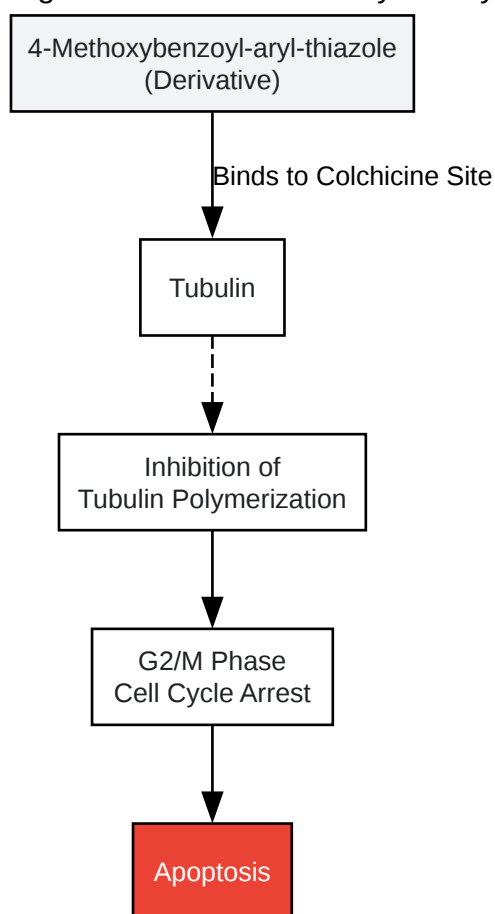 4-Methoxybenzoyl-aryl-thiazole
(Derivative)
Binds to Colchicine Site
Tubulin
Inhibition of
Tubulin Polymerization
G2/M Phase
Cell Cycle Arrest
Apoptosis